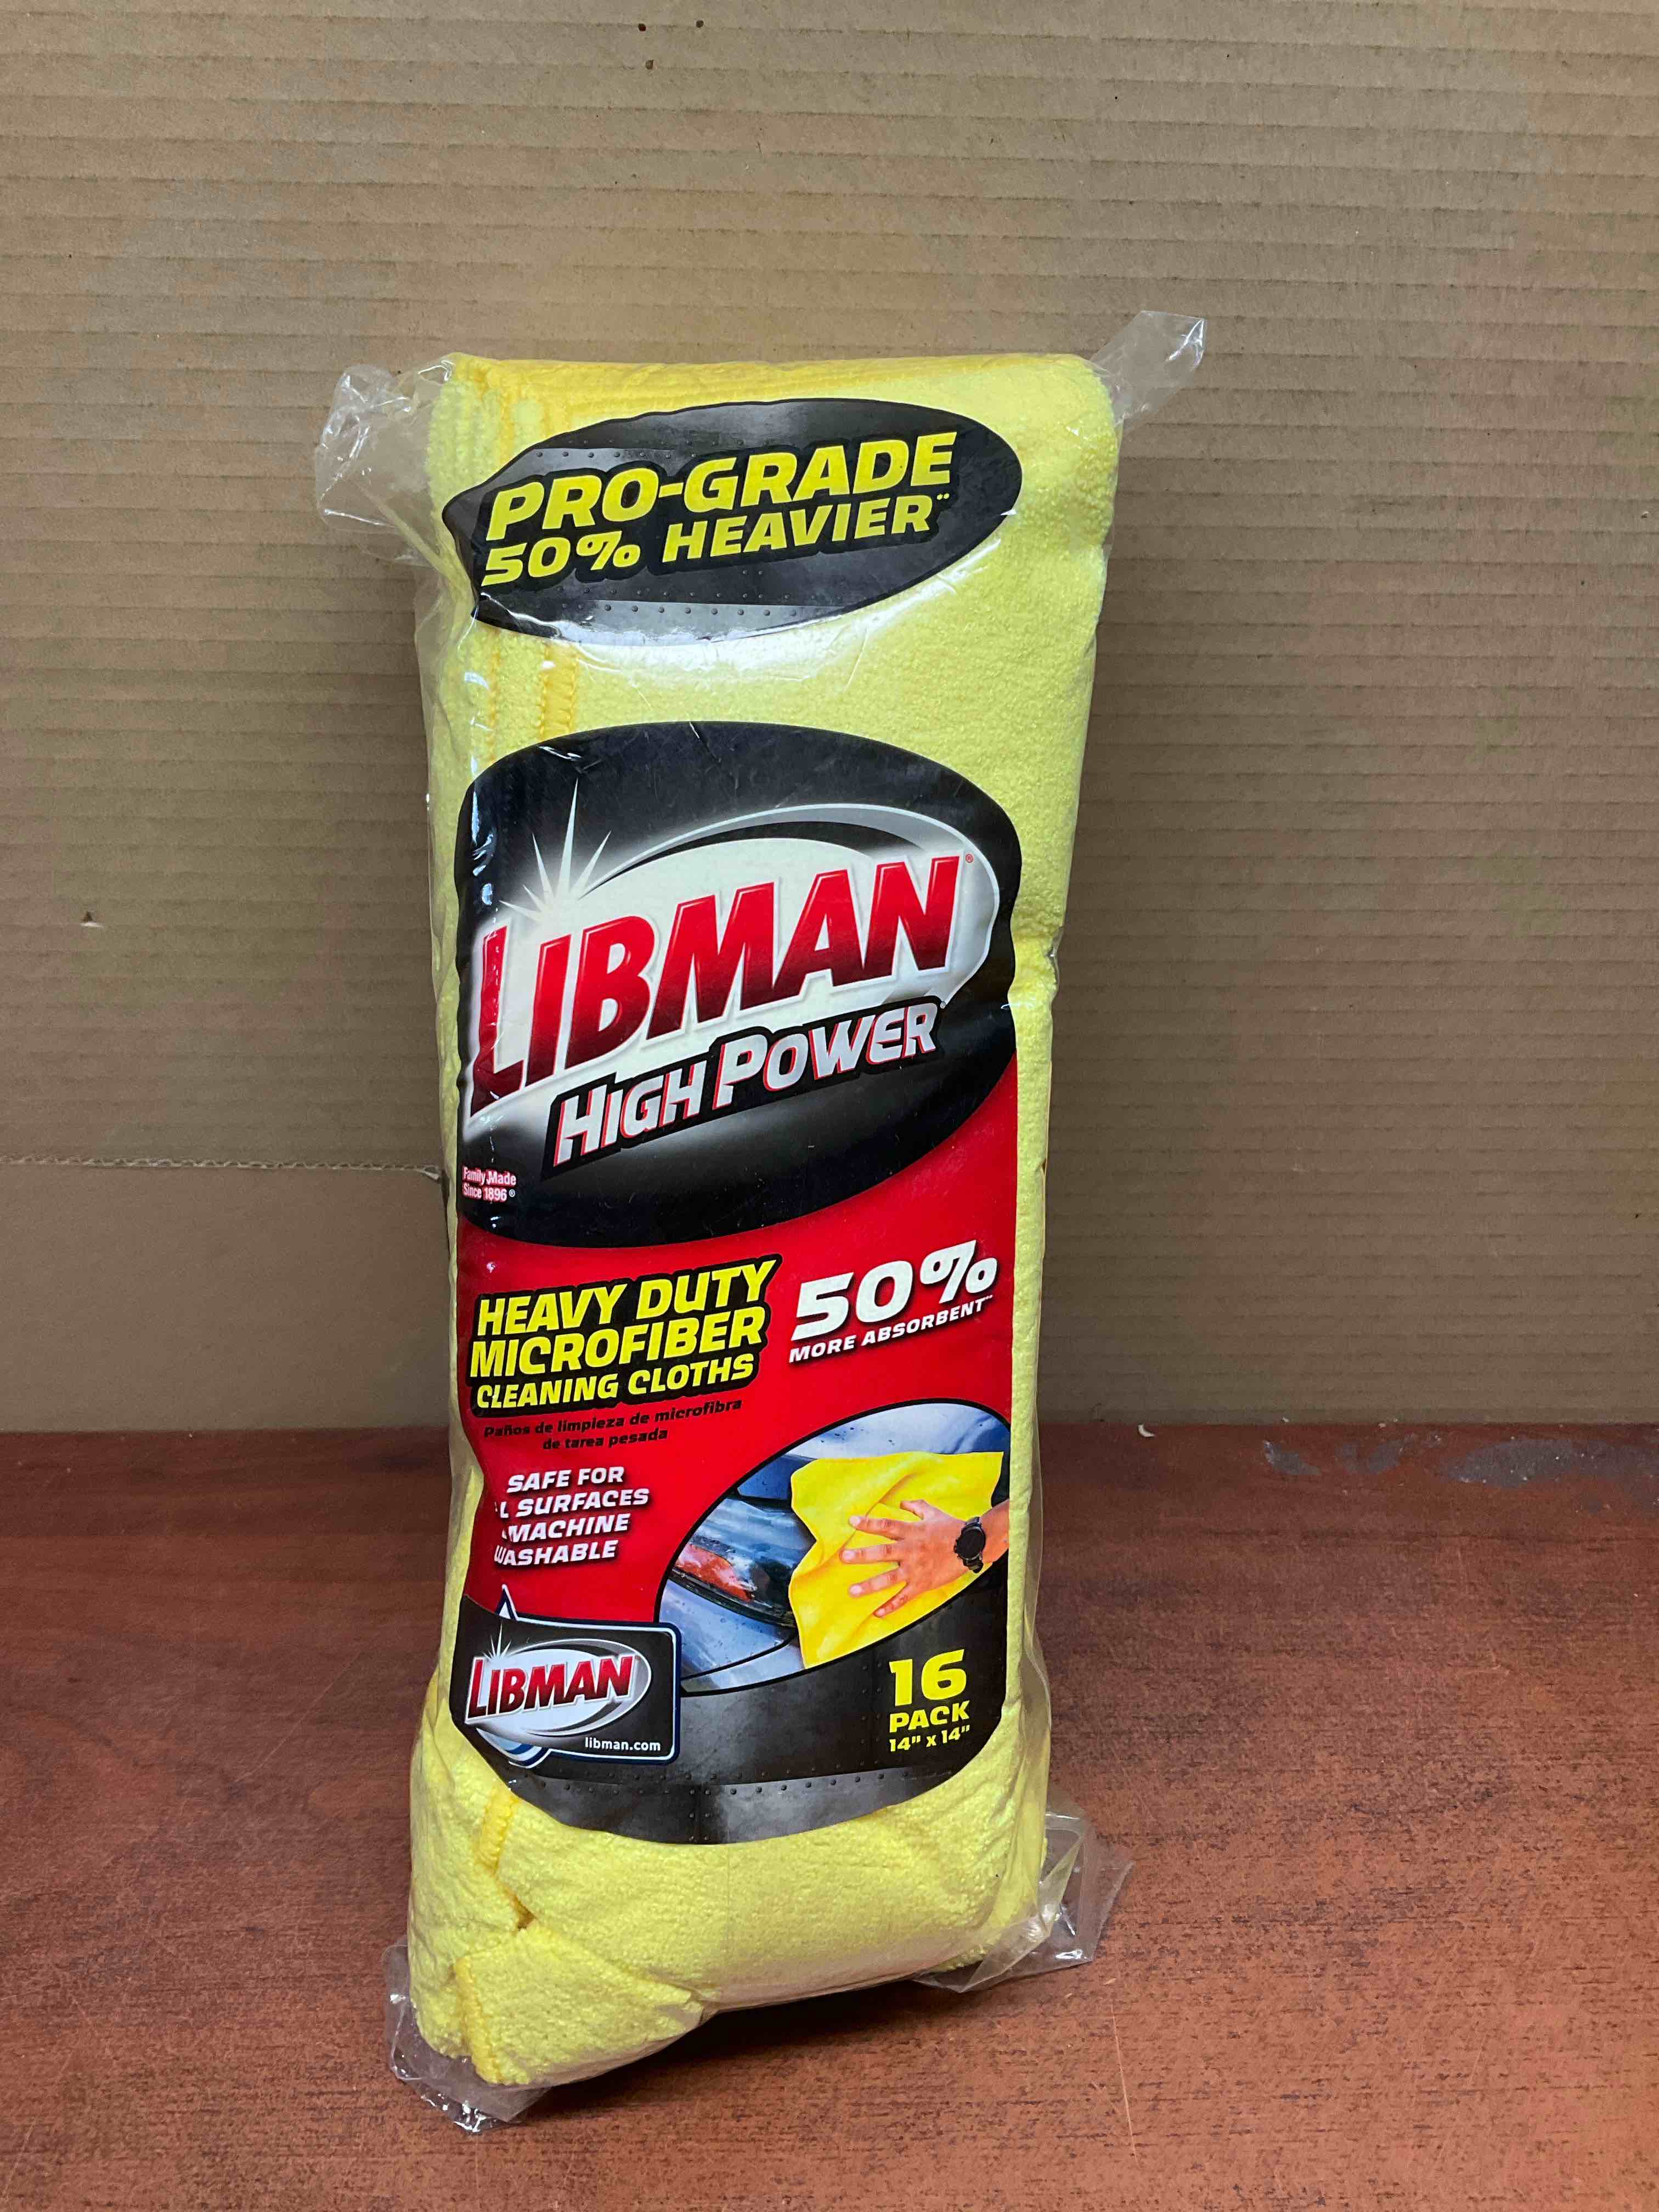 PRO-GRADE
50% HEAVIER**
LIBMAN®
HIGH POWER®
Family Made
Since 1896®
HEAVY DUTY
MICROFIBER
CLEANING CLOTHS
50%
MORE ABSORBENT**
Paños de limpieza de microfibra
de tarea pesada
SAFE FOR
L SURFACES
MACHINE
WASHABLE
LIBMAN
libman.com
16
PACK
14" x 14"